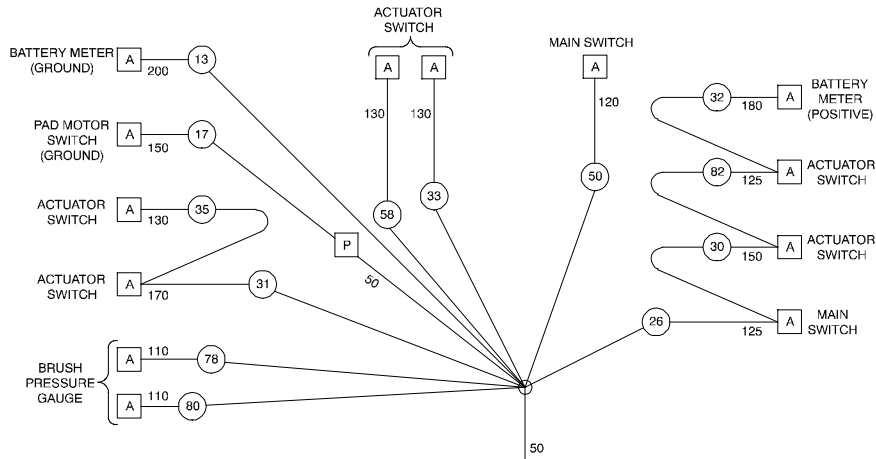 ACTUATOR
SWITCH
A
130
58
A
130
33
BATTERY METER
(GROUND)
A
200
13
PAD MOTOR
SWITCH
(GROUND)
A
150
17
P
50
ACTUATOR
SWITCH
A
130
35
ACTUATOR
SWITCH
A
170
31
BRUSH
PRESSURE
GAUGE
A
110
78
A
110
80
MAIN SWITCH
A
120
50
32
180
A
BATTERY
METER
(POSITIVE)
82
125
A
ACTUATOR
SWITCH
30
150
A
ACTUATOR
SWITCH
26
125
A
MAIN
SWITCH
50